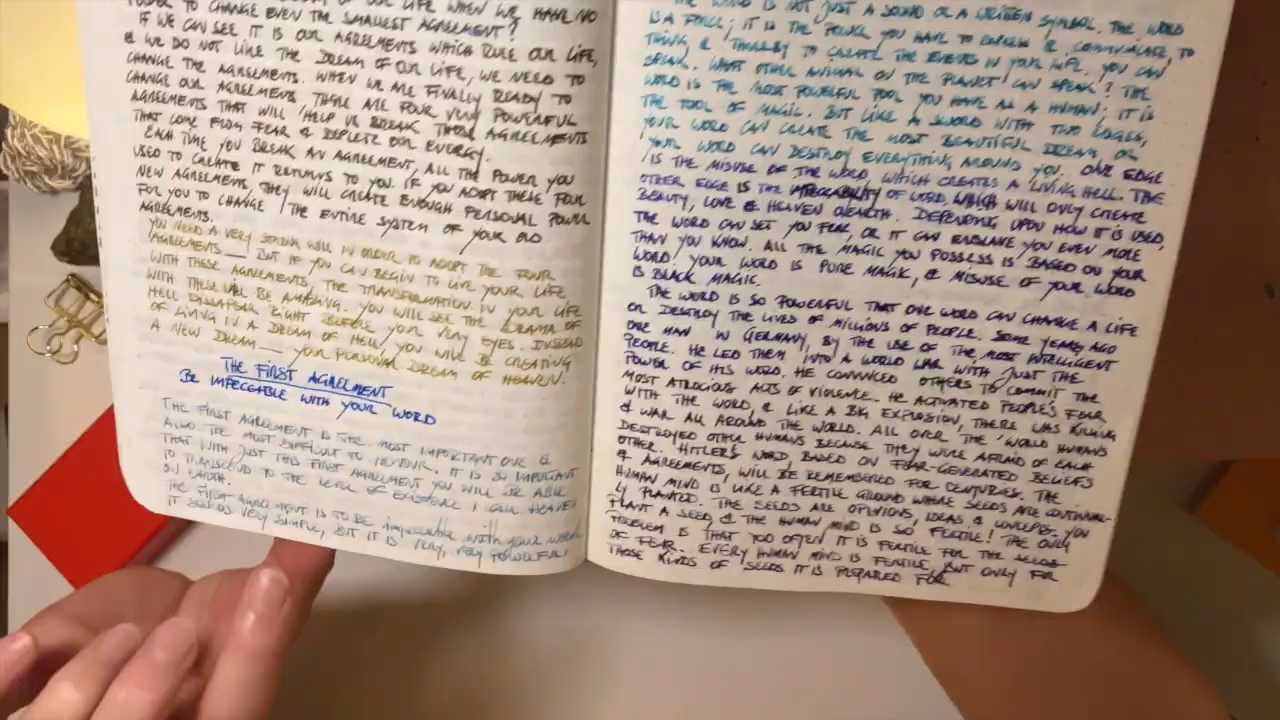 POWER TO CHANGE EVEN THE SMALLEST AGREEMENT?
IF WE CAN SEE IT IS OUR AGREEMENTS WHICH RULE OUR LIFE,
& WE DO NOT LIKE THE DREAM OF OUR LIFE, WE NEED TO
CHANGE THE AGREEMENTS. WHEN WE ARE FINALLY READY TO
CHANGE OUR AGREEMENTS THERE ARE FOUR VERY POWERFUL
AGREEMENTS THAT WILL HELP US BREAK THOSE AGREEMENTS
THAT COME FROM FEAR & DEPLETE OUR ENERGY.
EACH TIME YOU BREAK AN AGREEMENT, ALL THE POWER YOU
USED TO CREATE IT RETURNS TO YOU. IF YOU ADOPT THESE FOUR
NEW AGREEMENTS, THEY WILL CREATE ENOUGH PERSONAL POWER
FOR YOU TO CHANGE THE ENTIRE SYSTEM OF YOUR OLD
AGREEMENTS.
YOU NEED A VERY STRONG WILL IN ORDER TO ADOPT THE FOUR
AGREEMENTS __ BUT IF YOU CAN BEGIN TO LIVE YOUR LIFE
WITH THESE AGREEMENTS, THE TRANSFORMATION IN YOUR LIFE
WILL BE AMAZING. YOU WILL SEE THE DRAMA OF
HELL DISSAPEAR RIGHT BEFORE YOUR VERY EYES. INSTEAD
OF LIVING IN A DREAM OF HELL, YOU WILL BE CREATING
A NEW DREAM __ YOUR PERSONAL DREAM OF HEAVEN.
THE FIRST AGREEMENT
BE IMPECCABLE WITH YOUR WORD
THE FIRST AGREEMENT IS THE MOST IMPORTANT ONE &
ALSO THE MOST DIFFICULT TO HONOUR. IT IS SO IMPORTANT
THAT WITH JUST THIS FIRST AGREEMENT YOU WILL BE ABLE
TO TRANSCEND TO THE LEVEL OF EXISTENCE I CALL HEAVEN
ON EARTH.
THE FIRST AGREEMENT IS TO BE impeccable with your word.
IT SOUNDS VERY SIMPLE, BUT IT IS VERY, VERY POWERFUL.
THE WORD IS NOT JUST A SOUND OR A WRITTEN SYMBOL. THE WORD
IS A FORCE; IT IS THE POWER YOU HAVE TO EXPRESS & COMMUNICATE, TO
THINK, & THEREBY TO CREATE THE EVENTS IN YOUR LIFE. YOU CAN
SPEAK. WHAT OTHER ANIMAL ON THE PLANET CAN SPEAK? THE
WORD IS THE MOST POWERFUL TOOL YOU HAVE AS A HUMAN; IT IS
THE TOOL OF MAGIC. BUT LIKE A SWORD WITH TWO EDGES,
YOUR WORD CAN CREATE THE MOST BEAUTIFUL DREAM, OR
YOUR WORD CAN DESTROY EVERYTHING AROUND YOU. ONE EDGE
IS THE MISUSE OF THE WORD, WHICH CREATES A LIVING HELL. THE
OTHER EDGE IS THE IMPECCABILITY OF WORD, WHICH WILL ONLY CREATE
BEAUTY, LOVE & HEAVEN ON EARTH. DEPENDING UPON HOW IT IS USED,
THE WORD CAN SET YOU FREE, OR IT CAN ENSLAVE YOU EVEN MORE
THAN YOU KNOW. ALL THE MAGIC YOU POSSESS IS BASED ON YOUR
WORD. YOUR WORD IS PURE MAGIK, & MISUSE OF YOUR WORD
IS BLACK MAGIC.
THE WORD IS SO POWERFUL THAT ONE WORD CAN CHANGE A LIFE
OR DESTROY THE LIVES OF MILLIONS OF PEOPLE. SOME YEARS AGO
ONE MAN IN GERMANY, BY THE USE OF THE MOST INTELLIGENT
PEOPLE. HE LED THEM INTO A WORLD WAR WITH JUST THE
POWER OF HIS WORD. HE CONVINCED OTHERS TO COMMIT THE
MOST ATROCIOUS ACTS OF VIOLENCE. HE ACTIVATED PEOPLE'S FEAR
WITH THE WORD, & LIKE A BIG EXPLOSION, THERE WAS KILLING
& WAR ALL AROUND THE WORLD. ALL OVER THE WORLD HUMANS
DESTROYED OTHER HUMANS BECAUSE THEY WERE AFRAID OF EACH
OTHER. HITLER'S WORD, BASED ON FEAR-GENERATED BELIEFS
& AGREEMENTS, WILL BE REMEMBERED FOR CENTURIES. THE
HUMAN MIND IS LIKE A FERTILE GROUND WHERE SEEDS ARE CONTINUAL-
LY PLANTED. THE SEEDS ARE OPINIONS, IDEAS & CONCEPTS. YOU
PLANT A SEED, & THE HUMAN MIND IS SO FERTILE! THE ONLY
PROBLEM IS THAT TOO OFTEN IT IS FERTILE FOR THE SEEDS
OF FEAR. EVERY HUMAN MIND IS FERTILE, BUT ONLY FOR
THOSE KINDS OF SEEDS IT IS PREPARED FOR